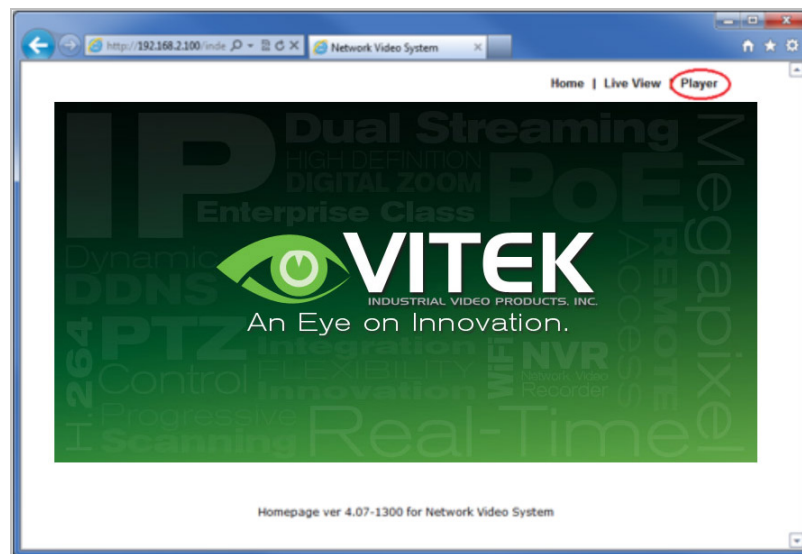 http://192.168.2.100/inde
Network Video System
Home | Live View | Player
IP
Dual Streaming
HIGH DEFINITION
DIGITAL ZOOM
PoE
Megapixel
Enterprise Class
Dynamic
DDNS
Access
REMOTE
VITEK
INDUSTRIAL VIDEO PRODUCTS, INC.
An Eye on Innovation.
H.264
PTZ
Integration
Control
FLEXIBILITY
Innovation
WiFi
NVR
Network Video
Recorder
Progressive
Scanning
Real-Time
Homepage ver 4.07-1300 for Network Video System